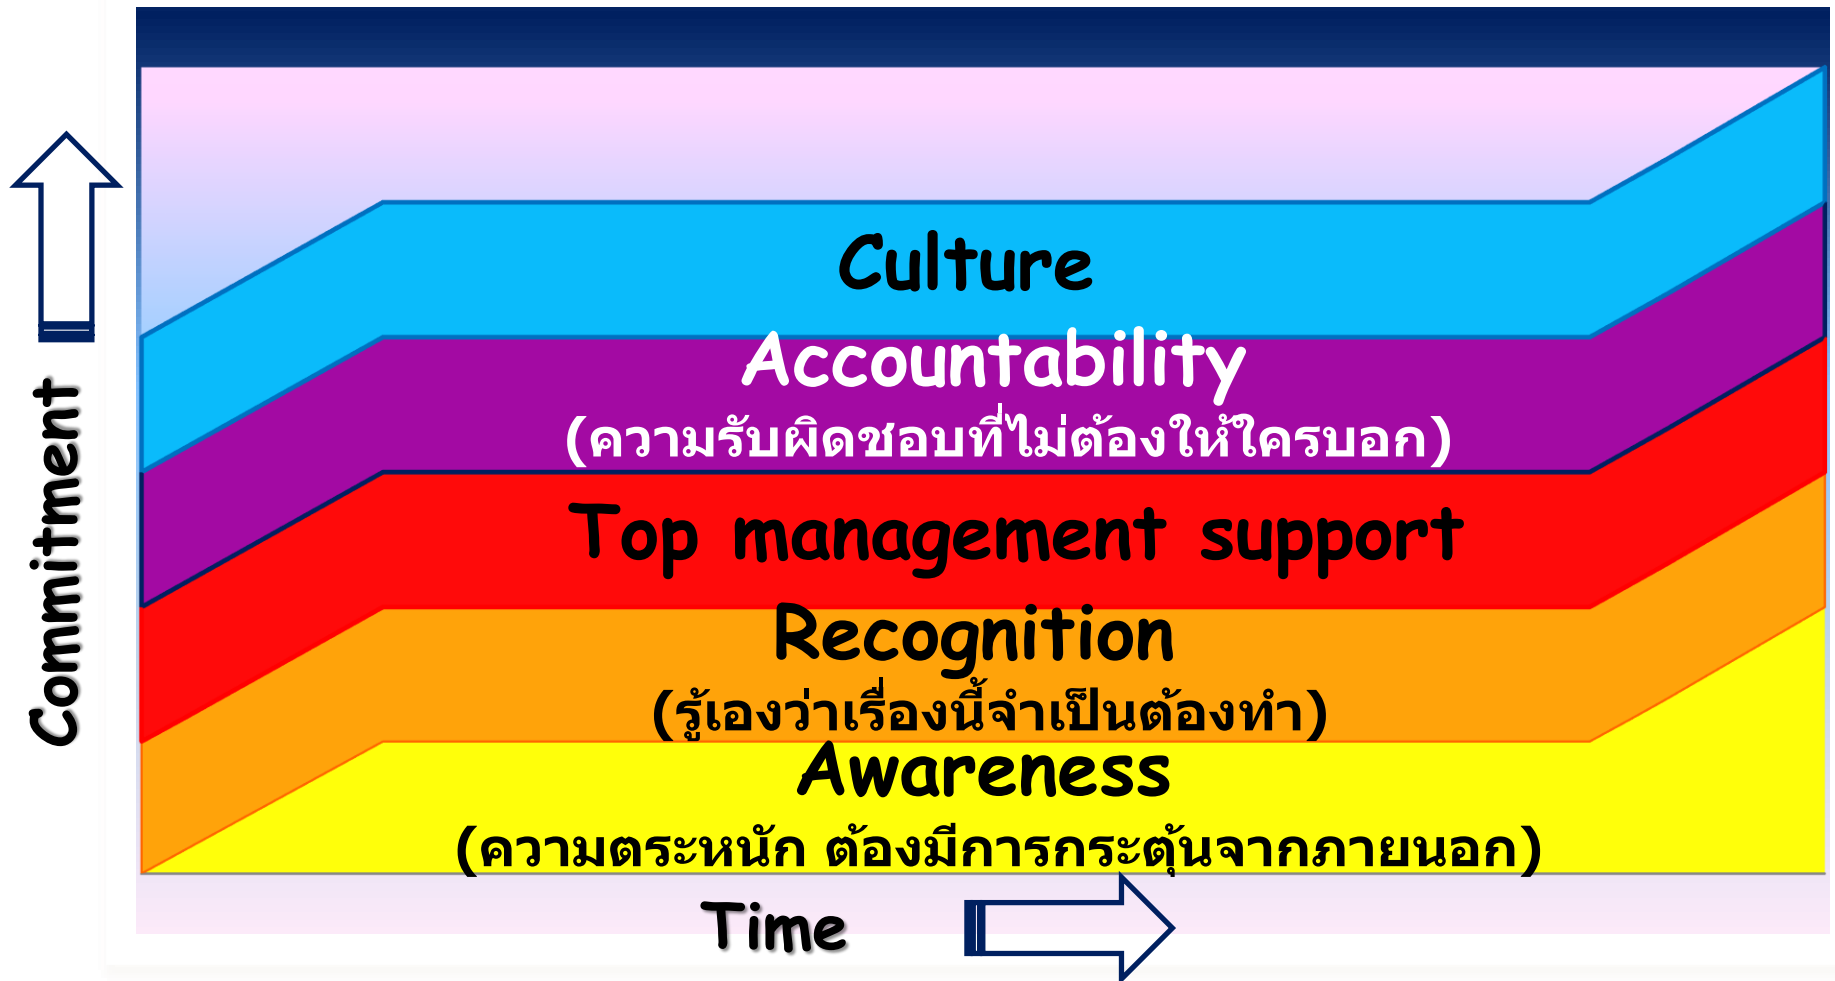 Commitment
Culture
Accountability
(ความรับผิดชอบที่ไม่ต้องให้ใครบอก)
Top management support
Recognition
(รู้เองว่าเรื่องนี้จำเป็นต้องทำ)
Awareness
(ความตระหนัก ต้องมีการกระตุ้นจากภายนอก)
Time